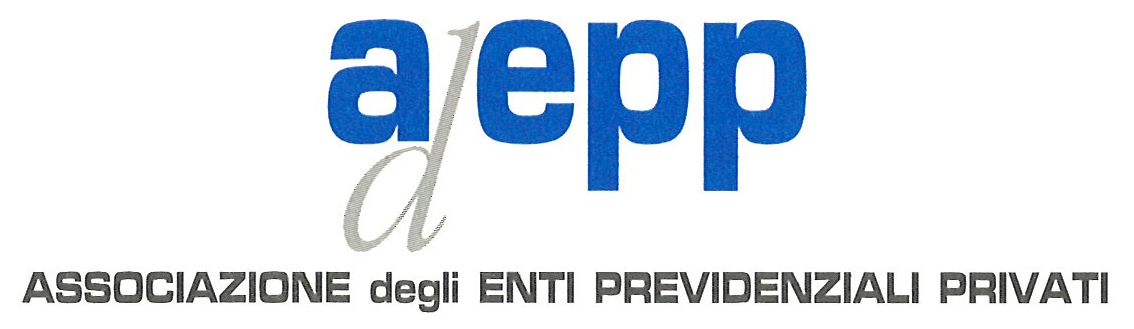 adepp
ASSOCIAZIONE degli ENTI PREVIDENZIALI PRIVATI